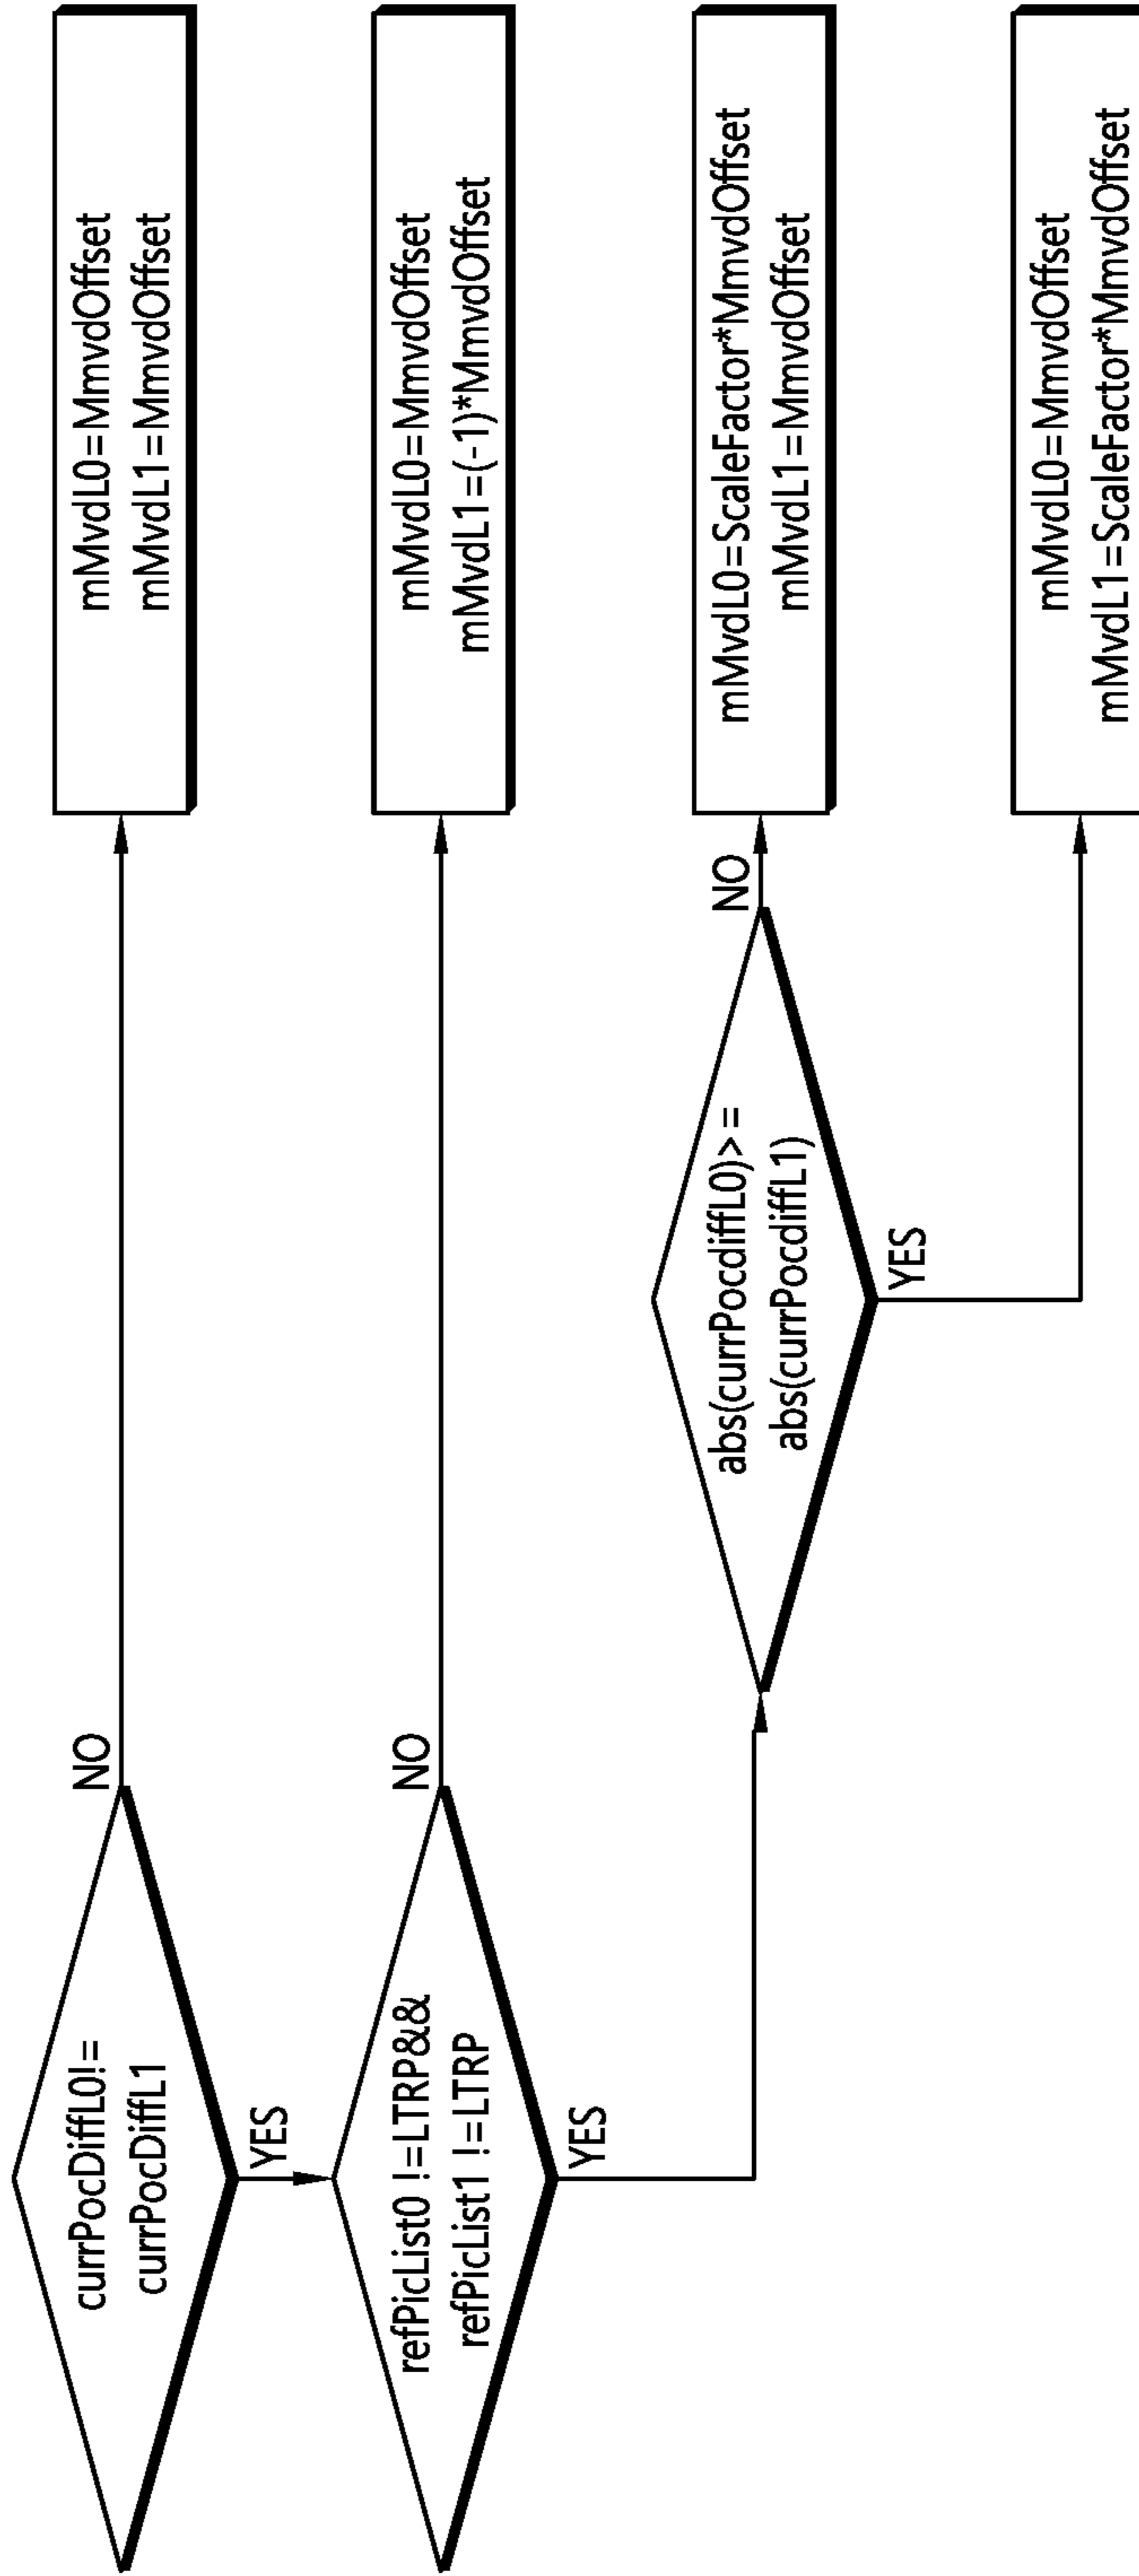 currPocDiffL0!=
currPocDiffL1
NO
YES
mMvdL0=MmvdOffset
mMvdL1=MmvdOffset
refPicList0 !=LTRP&&
refPicList1 !=LTRP
NO
YES
mMvdL0=MmvdOffset
mMvdL1=(-1)*MmvdOffset
abs(currPocdiffL0)>=
abs(currPocdiffL1)
NO
YES
mMvdL0=ScaleFactor*MmvdOffset
mMvdL1=MmvdOffset
mMvdL0=MmvdOffset
mMvdL1=ScaleFactor*MmvdOffset